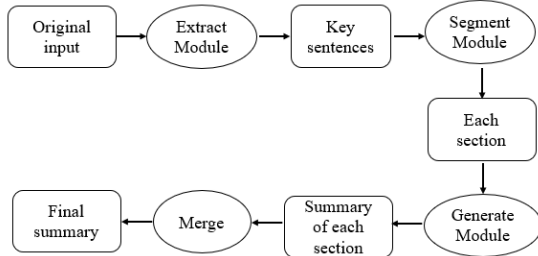 Original
input
Extract
Module
Key
sentences
Segment
Module
Each
section
Generate
Module
Summary
of each
section
Merge
Final
summary